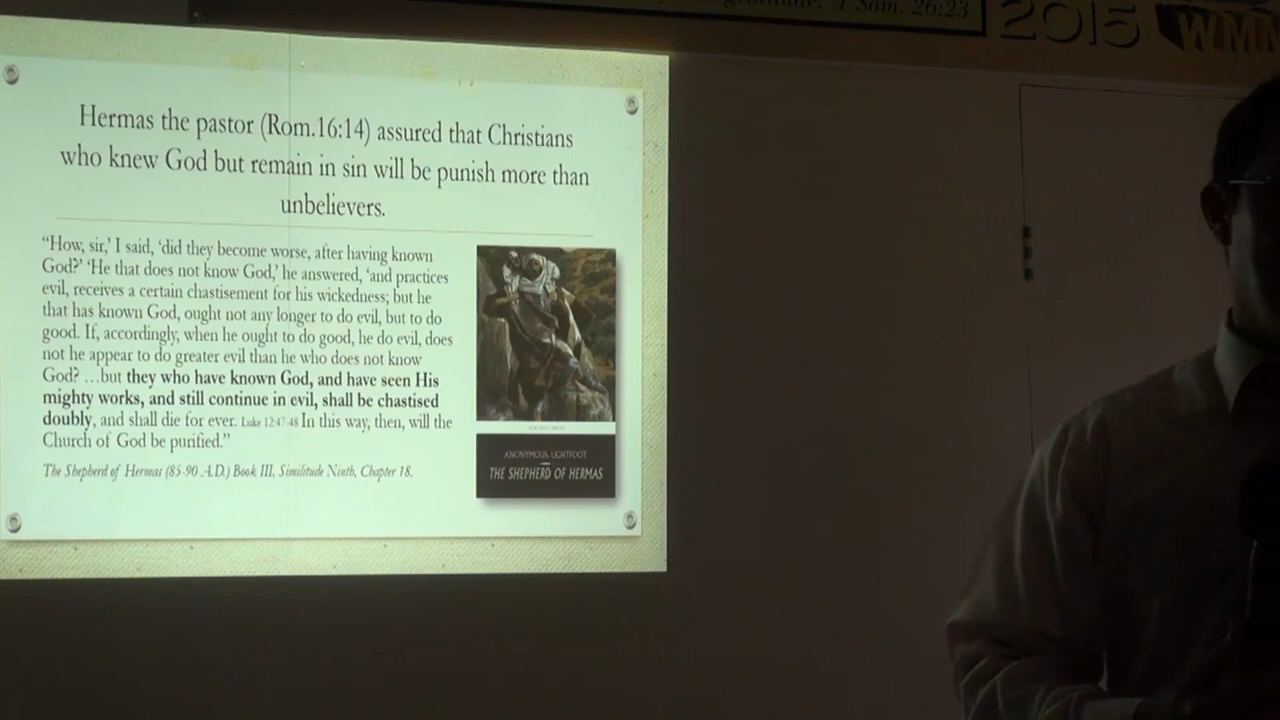 gratitude. 1 Sam. 26:23
2015 WM
Hermas the pastor (Rom.16:14) assured that Christians
who knew God but remain in sin will be punish more than
unbelievers.
“How, sir,’ I said, ‘did they become worse, after having known
God?’ ‘He that does not know God,’ he answered, ‘and practices
evil, receives a certain chastisement for his wickedness; but he
that has known God, ought not any longer to do evil, but to do
good. If, accordingly, when he ought to do good, he do evil, does
not he appear to do greater evil than he who does not know
God? …but they who have known God, and have seen His
mighty works, and still continue in evil, shall be chastised
doubly, and shall die for ever. Luke 12:47-48 In this way, then, will the
Church of God be purified.”
The Shepherd of Hermas (85-90 A.D.) Book III, Similitude Ninth, Chapter 18.
ANONYMOUS, LIGHTFOOT
THE SHEPHERD OF HERMAS